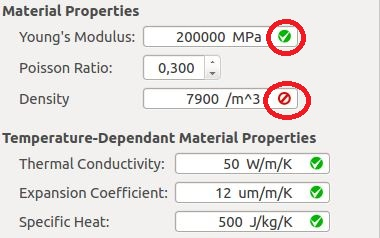 Material Properties
Young's Modulus: 200000 MPa
Poisson Ratio: 0,300
Density 7900 /m^3
Temperature-Dependant Material Properties
Thermal Conductivity: 50 W/m/K
Expansion Coefficient: 12 um/m/K
Specific Heat: 500 J/kg/K